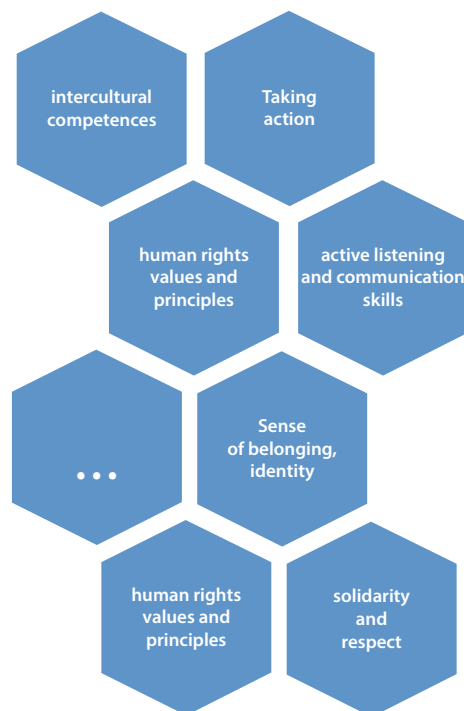 intercultural
competences
Taking
action
human rights
values and
principles
active listening
and communication
skills
...
Sense
of belonging,
identity
human rights
values and
principles
solidarity
and
respect